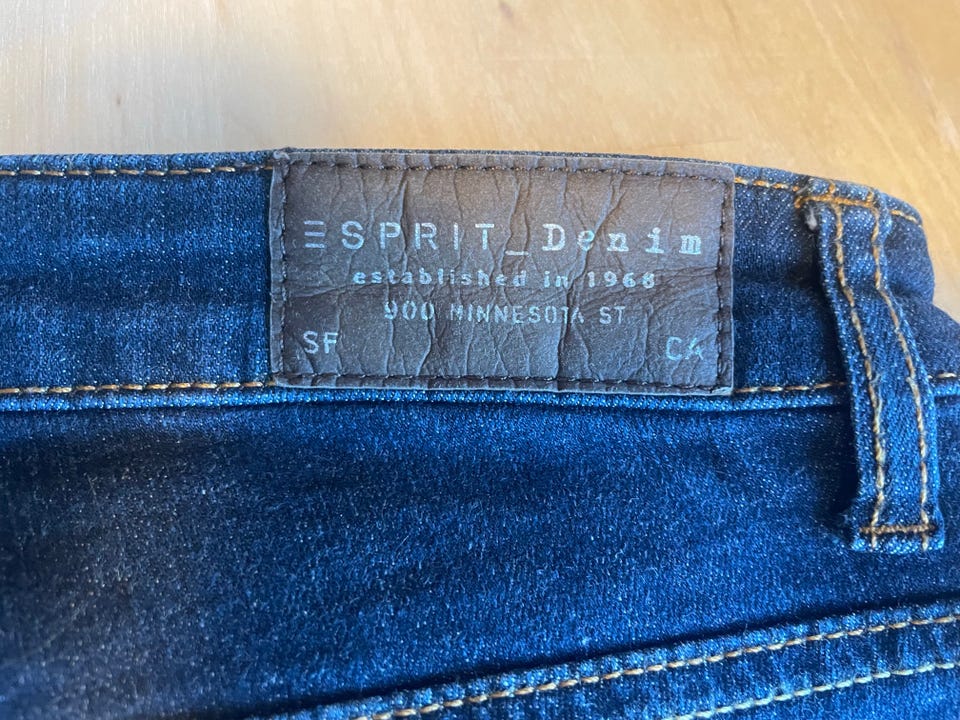 ESPRIT_Denim
established in 1968
900 MINNESOTA ST
SF CA